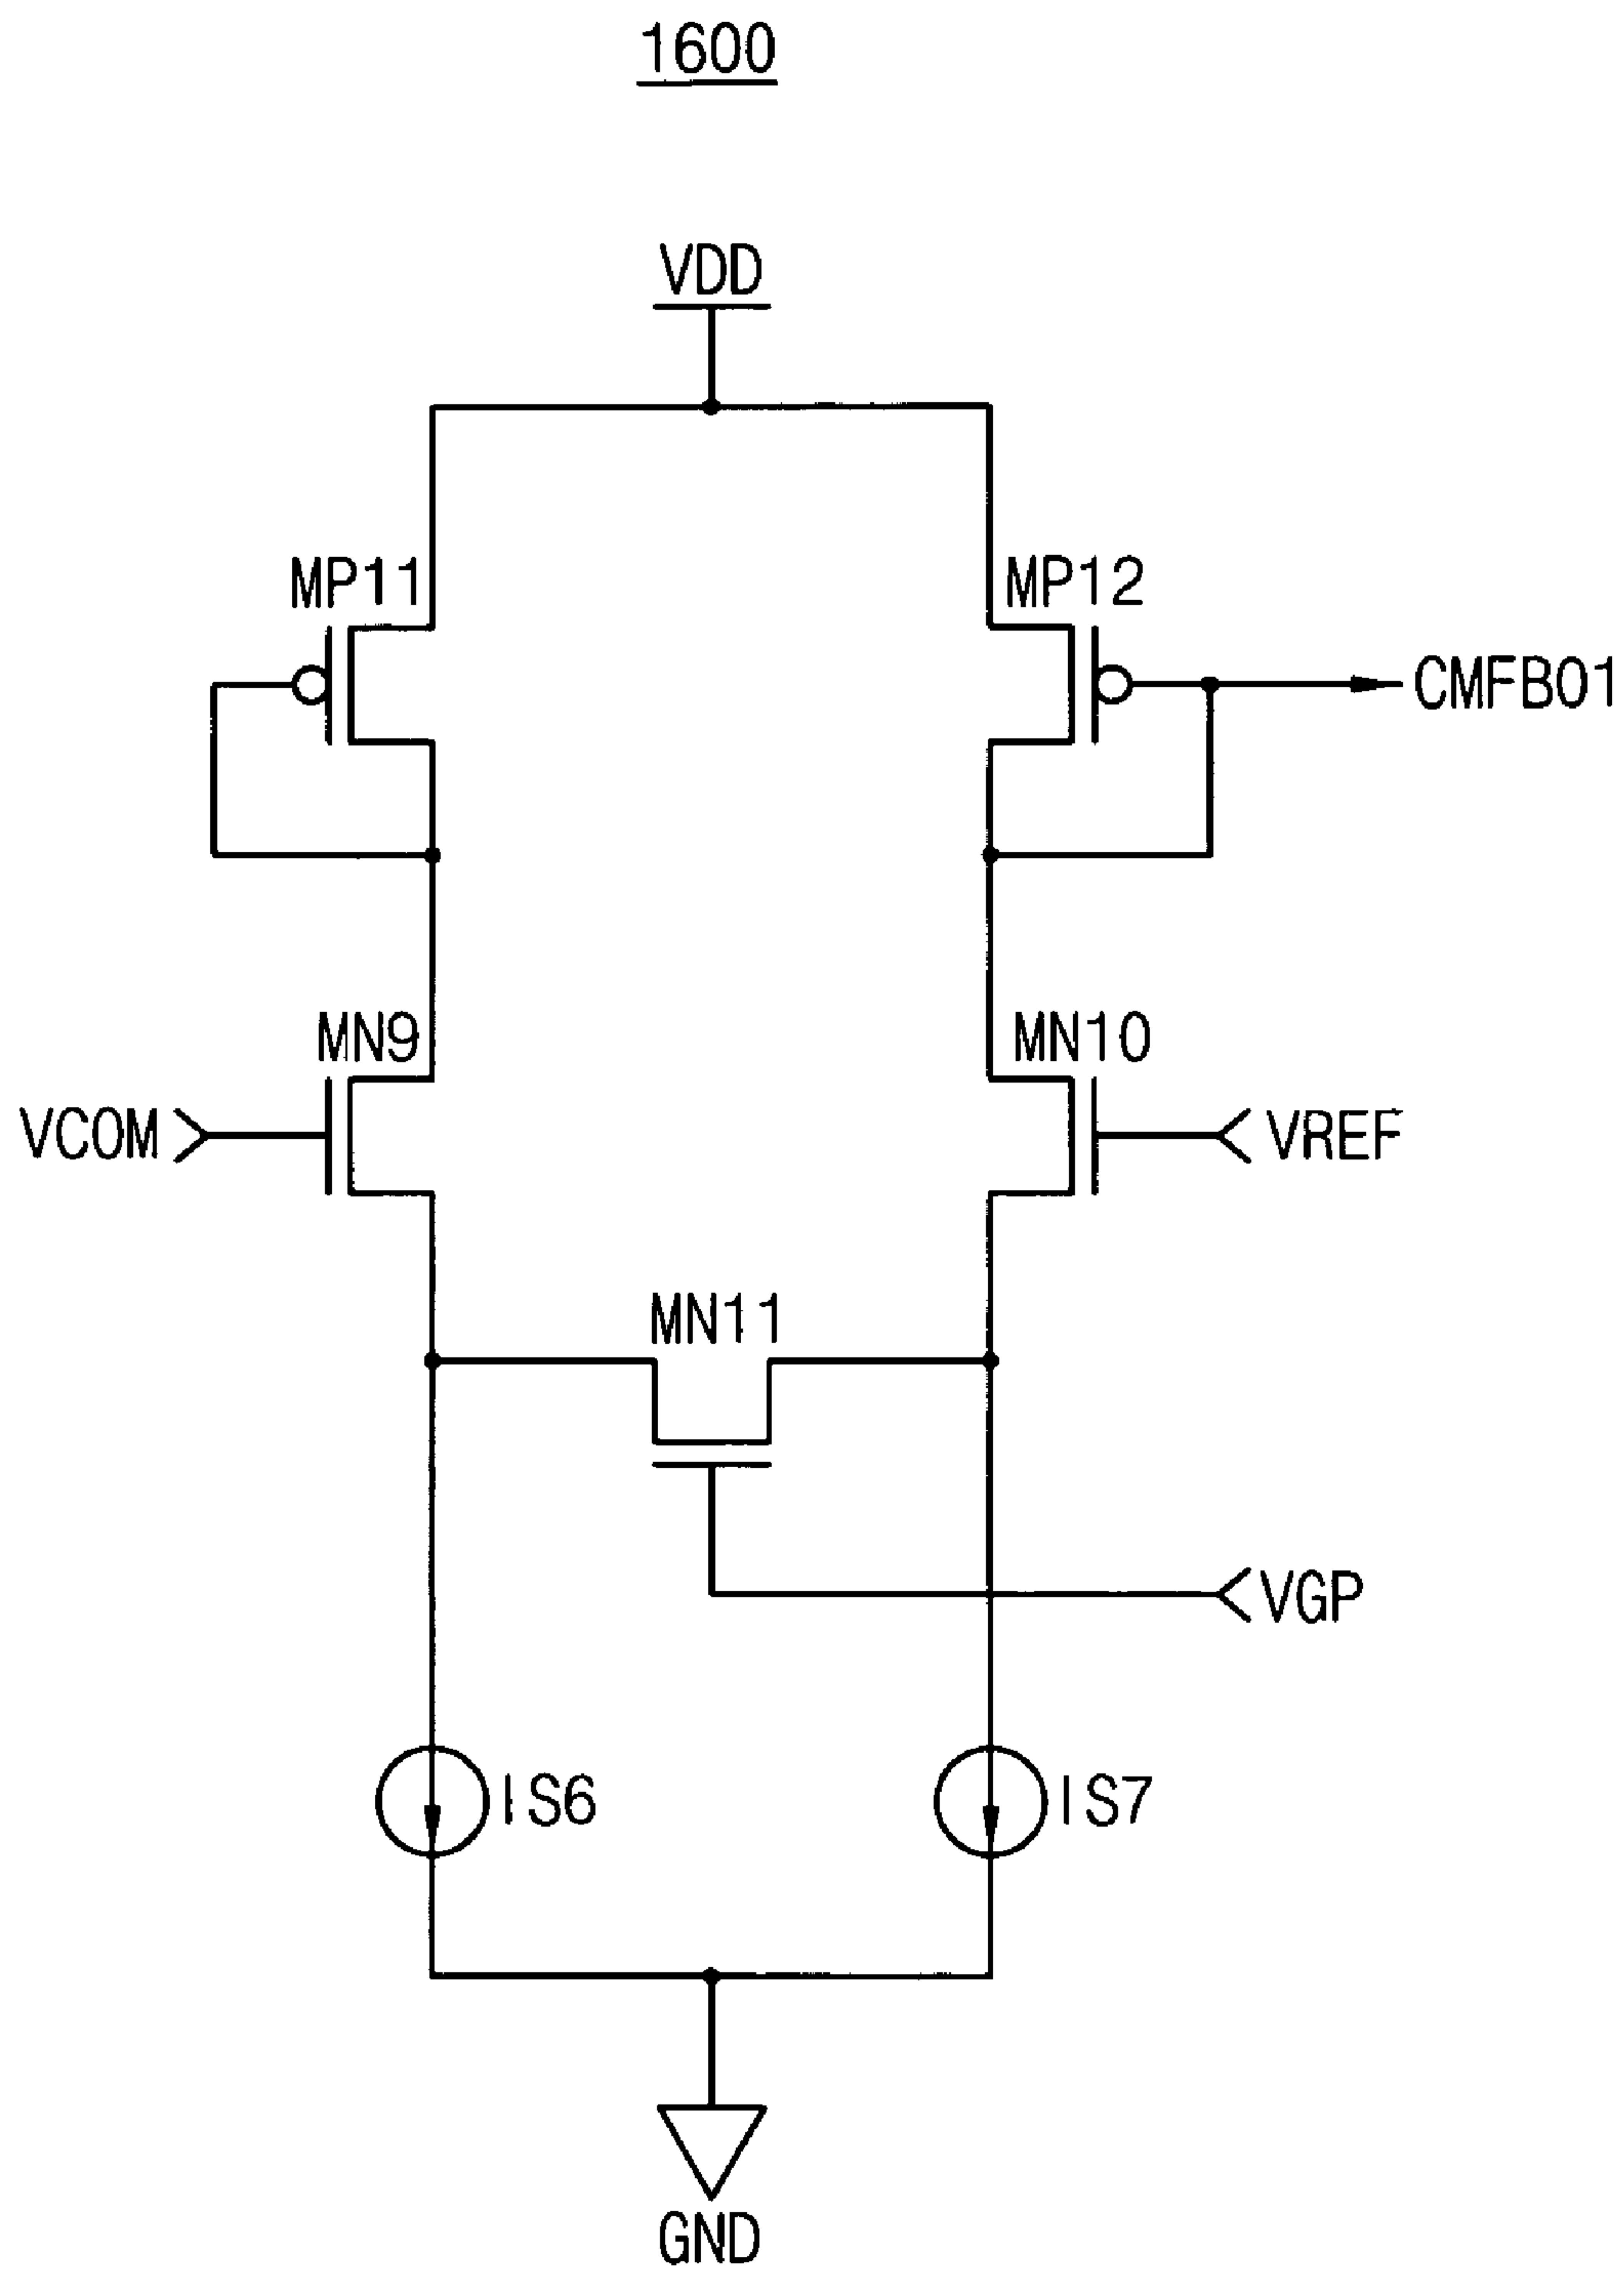 1600
VDD
MP11
MP12
CMFBO1
MN9
MN10
VCOM
VREF
MN11
VGP
IS6
IS7
GND